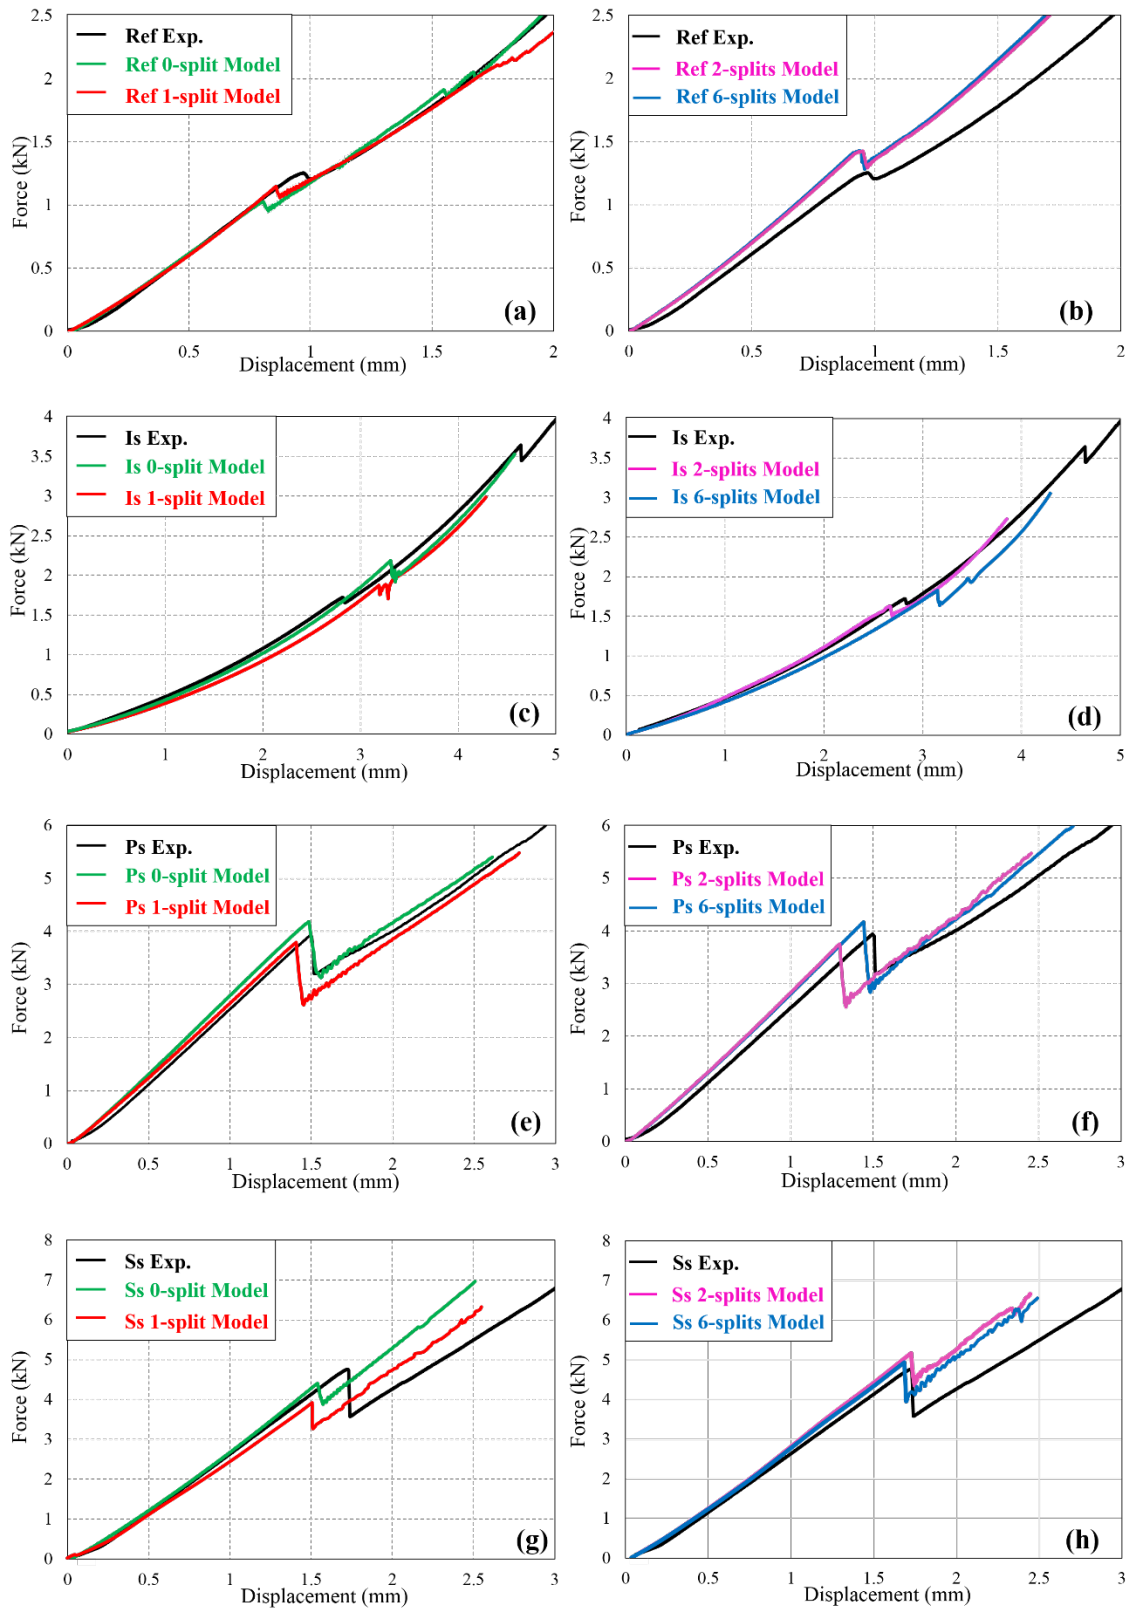 2.5
2
1.5
1
0.5
0
Force (kN)
Ref Exp.
Ref 0-split Model
Ref 1-split Model
(a)
0 0.5 1 1.5 2
Displacement (mm)
2.5
2
1.5
1
0.5
0
Force (kN)
Ref Exp.
Ref 2-splits Model
Ref 6-splits Model
(b)
0 0.5 1 1.5 2
Displacement (mm)
4
3.5
3
2.5
2
1.5
1
0.5
0
Force (kN)
Is Exp.
Is 0-split Model
Is 1-split Model
(c)
0 1 2 3 4 5
Displacement (mm)
4
3.5
3
2.5
2
1.5
1
0.5
0
Force (kN)
Is Exp.
Is 2-splits Model
Is 6-splits Model
(d)
0 1 2 3 4 5
Displacement (mm)
6
5
4
3
2
1
0
Force (kN)
Ps Exp.
Ps 0-split Model
Ps 1-split Model
(e)
0 0.5 1 1.5 2 2.5 3
Displacement (mm)
6
5
4
3
2
1
0
Force (kN)
Ps Exp.
Ps 2-splits Model
Ps 6-splits Model
(f)
0 0.5 1 1.5 2 2.5 3
Displacement (mm)
8
7
6
5
4
3
2
1
0
Force (kN)
Ss Exp.
Ss 0-split Model
Ss 1-split Model
(g)
0 0.5 1 1.5 2 2.5 3
Displacement (mm)
8
7
6
5
4
3
2
1
0
Force (kN)
Ss Exp.
Ss 2-splits Model
Ss 6-splits Model
(h)
0 0.5 1 1.5 2 2.5 3
Displacement (mm)